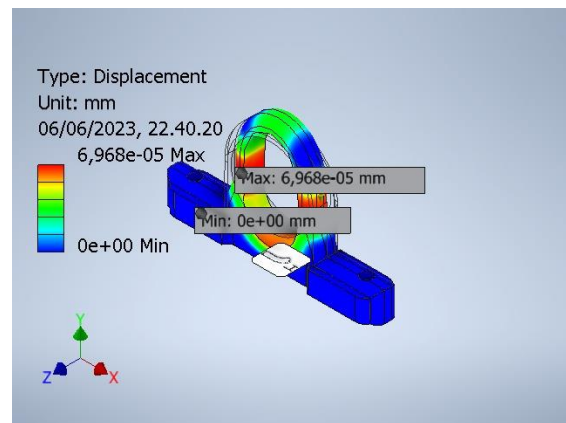 Type: Displacement
Unit: mm
06/06/2023, 22.40.20
6,968e-05 Max
Max: 6,968e-05 mm
Min: 0e+00 mm
0e+00 Min
Y
Z
X